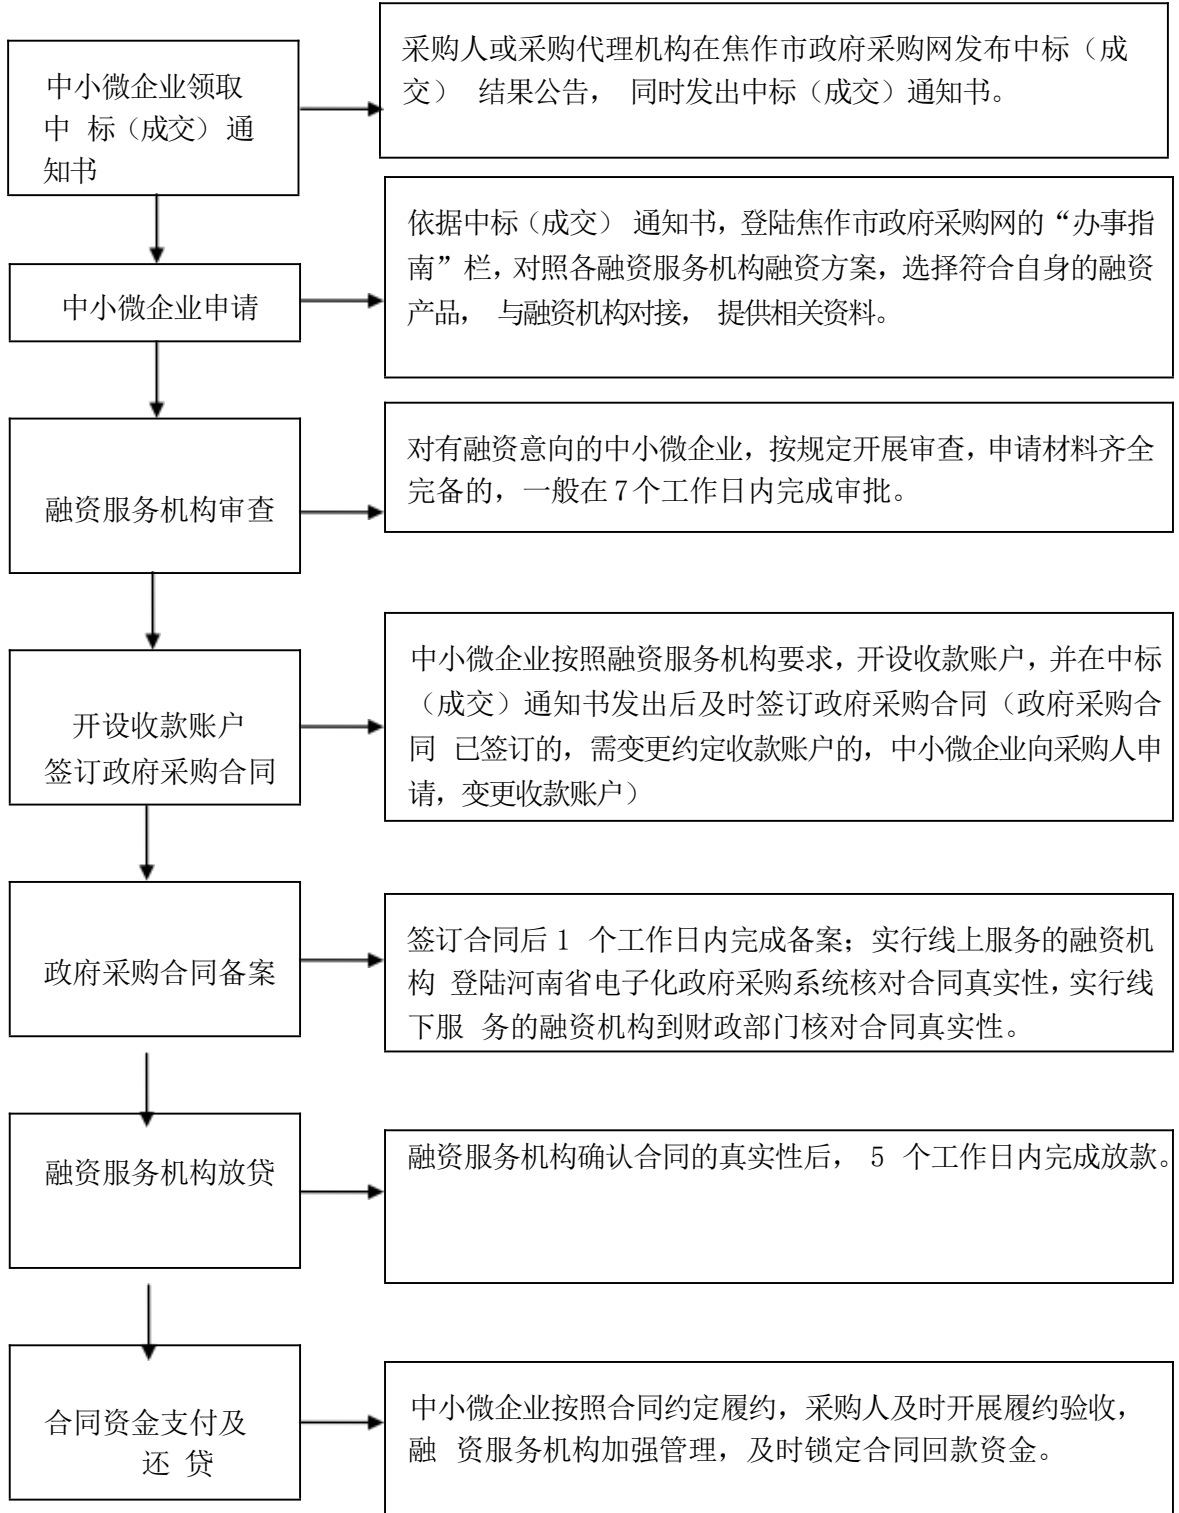 中小微企业领取
中 标（成交） 通
知书
采购人或采购代理机构在焦作市政府采购网发布中标（成
交） 结果公告， 同时发出中标（成交）通知书。
中小微企业申请
依据中标（成交） 通知书，登陆焦作市政府采购网的“办事指
南”栏，对照各融资服务机构融资方案，选择符合自身的融资
产品， 与融资机构对接， 提供相关资料。
融资服务机构审查
对有融资意向的中小微企业，按规定开展审查，申请材料齐全
完备的，一般在 7 个工作日内完成审批。
开设收款账户
签订政府采购合同
中小微企业按照融资服务机构要求，开设收款账户，并在中标
（成交）通知书发出后及时签订政府采购合同（政府采购合
同 已签订的，需变更约定收款账户的，中小微企业向采购人申
请，变更收款账户）
政府采购合同备案
签订合同后 1 个工作日内完成备案；实行线上服务的融资机
构 登陆河南省电子化政府采购系统核对合同真实性，实行线
下服 务的融资机构到财政部门核对合同真实性。
融资服务机构放贷
融资服务机构确认合同的真实性后， 5 个工作日内完成放款。
合同资金支付及
还 贷
中小微企业按照合同约定履约，采购人及时开展履约验收，
融 资服务机构加强管理，及时锁定合同回款资金。